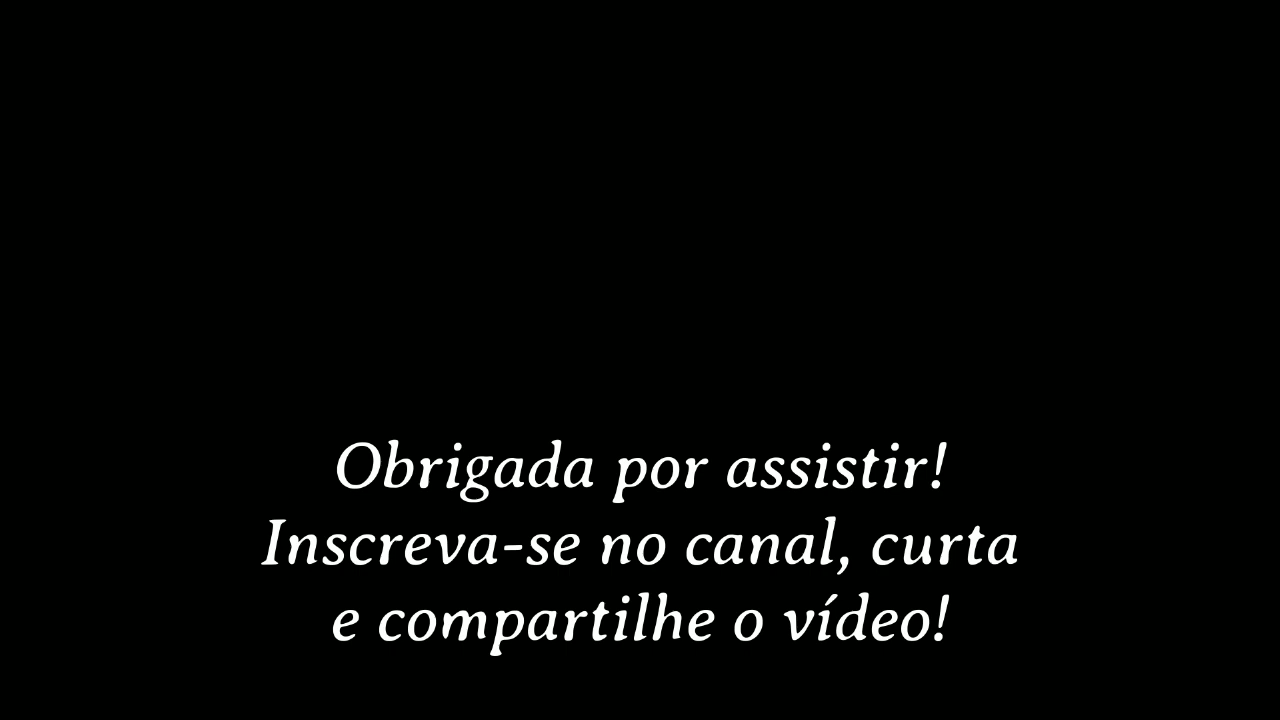 Obrigada por assistir!
Inscreva-se no canal, curta
e compartilhe o vídeo!